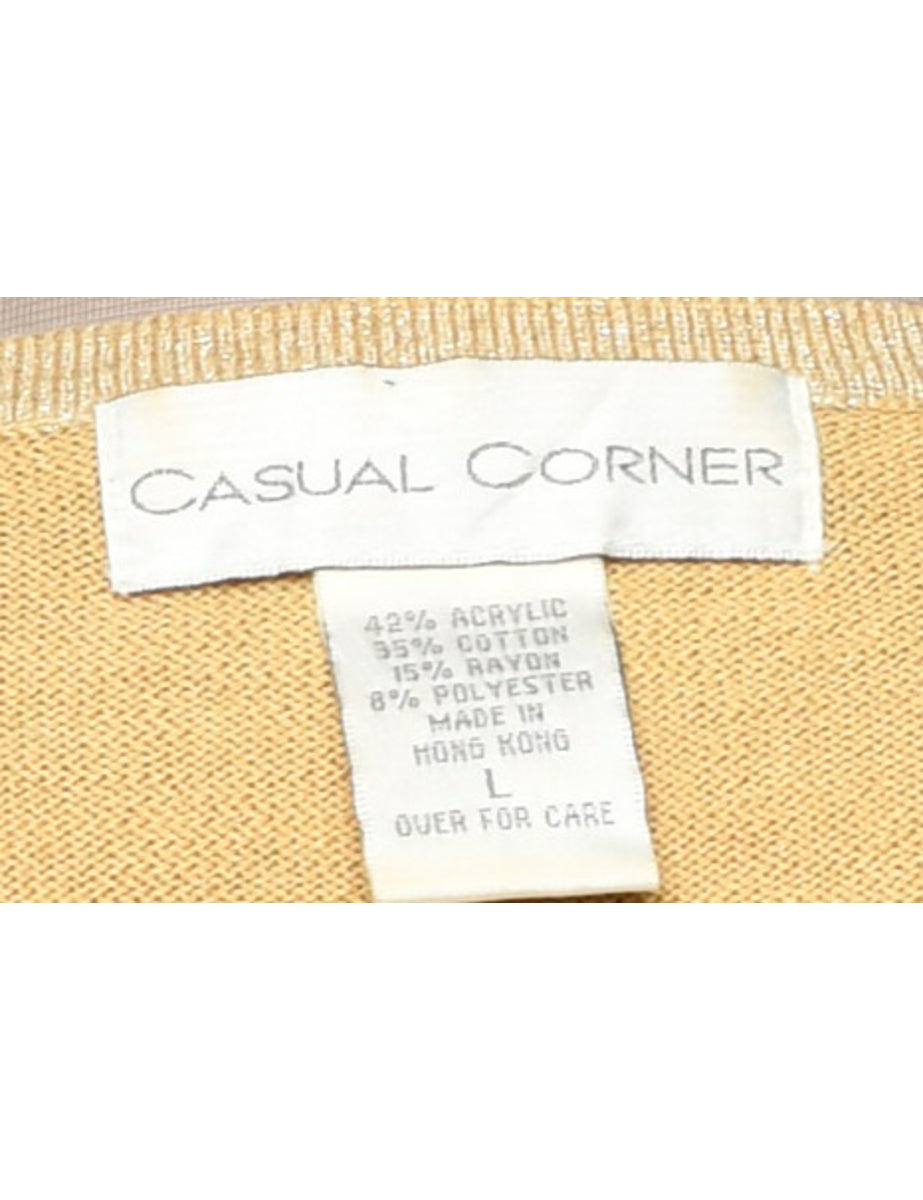 CASUAL CORNER
42% ACRYLIC
35% COTTON
15% RAYON
8% POLYESTER
MADE IN
HONG KONG
L
OVER FOR CARE